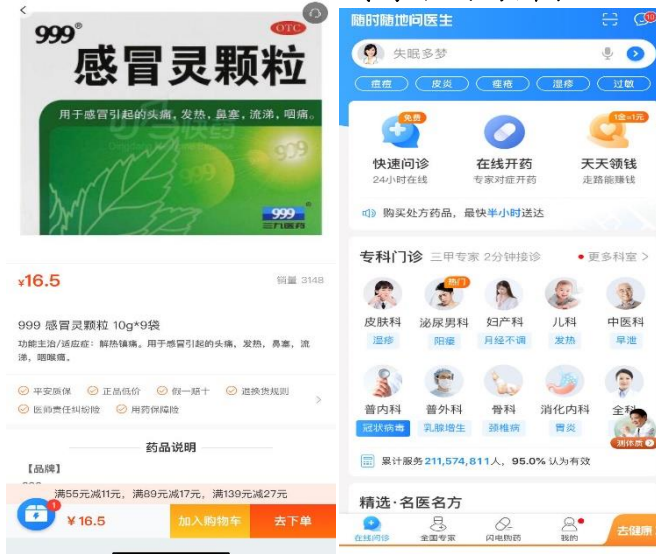 999®
OTC
感冒灵颗粒
用于感冒引起的头痛，发热，鼻塞，流涕，咽痛。
999
999®
三九医药
¥16.5
销量 3148
999 感冒灵颗粒 10g*9袋
功能主治/适应症：解热镇痛。用于感冒引起的头痛，发热，鼻塞，流
涕，咽喉痛。
平安质保 正品低价 假一赔十 退换货规则
医师责任纠纷险 用药保障险
药品说明
【品牌】
满55元减11元，满89元减17元，满139元减27元
1
¥ 16.5
加入购物车
去下单
随时随地问医生
10
失眠多梦
痘痘 皮炎 痤疮 湿疹 过敏
免费
1金=1元
快速问诊 在线开药 天天领钱
24小时在线 专家对症开药 走路能赚钱
购买处方药品，最快半小时送达
专科门诊 三甲专家 2分钟接诊 更多科室 >
热门
皮肤科 泌尿男科 妇产科 儿科 中医科
湿疹 阳痿 月经不调 发热 早泄
普内科 普外科 骨科 消化内科 全科
冠状病毒 乳腺增生 颈椎病 胃炎
测体质
累计服务 211,574,811人，95.0% 认为有效
精选·名医名方
在线问诊 全国专家 闪电购药 我的
去健康